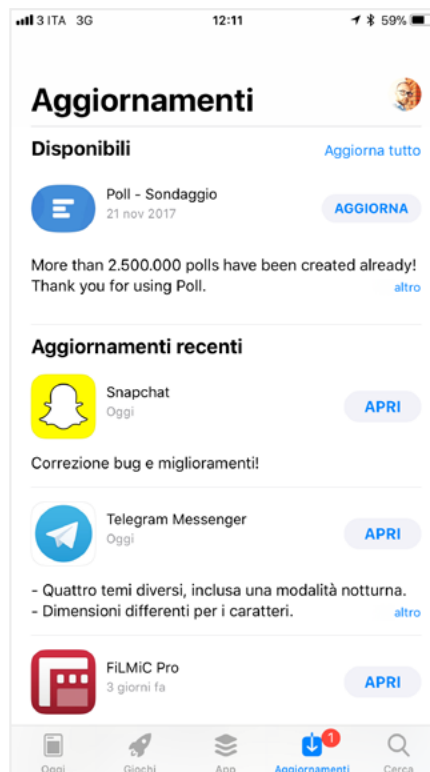 3 ITA 3G 12:11 59%
Aggiornamenti
Disponibili Aggiorna tutto
Poll - Sondaggio
21 nov 2017
AGGIORNA
More than 2.500.000 polls have been created already!
Thank you for using Poll. altro
Aggiornamenti recenti
Snapchat
Oggi
APRI
Correzione bug e miglioramenti!
Telegram Messenger
Oggi
APRI
- Quattro temi diversi, inclusa una modalità notturna.
- Dimensioni differenti per i caratteri. altro
FiLMiC Pro
3 giorni fa
APRI
1
Oggi Giochi App Aggiornamenti Cerca